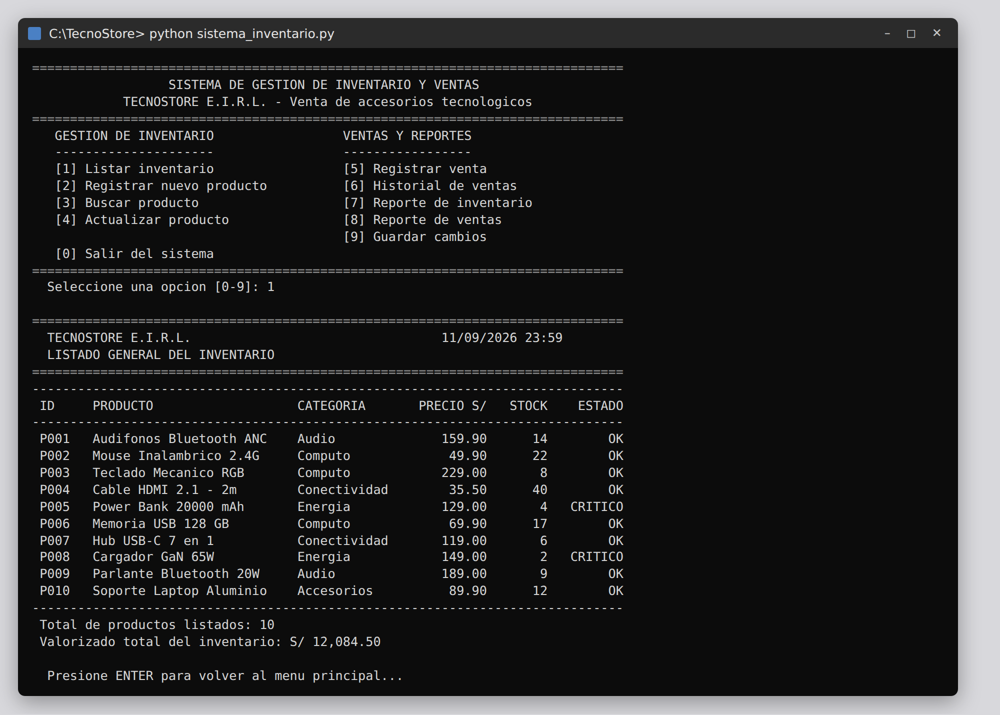 C:\TecnoStore> python sistema_inventario.py
==============================================================================
SISTEMA DE GESTION DE INVENTARIO Y VENTAS
TECNOSTORE E.I.R.L. - Venta de accesorios tecnologicos
==============================================================================
GESTION DE INVENTARIO                 VENTAS Y REPORTES
---------------------                 -----------------
[1] Listar inventario                 [5] Registrar venta
[2] Registrar nuevo producto          [6] Historial de ventas
[3] Buscar producto                   [7] Reporte de inventario
[4] Actualizar producto               [8] Reporte de ventas
[9] Guardar cambios
[0] Salir del sistema
==============================================================================
Seleccione una opcion [0-9]: 1
==============================================================================
TECNOSTORE E.I.R.L.                                 11/09/2026 23:59
LISTADO GENERAL DEL INVENTARIO
==============================================================================
------------------------------------------------------------------------------
ID     PRODUCTO                   CATEGORIA       PRECIO S/   STOCK    ESTADO
------------------------------------------------------------------------------
P001   Audifonos Bluetooth ANC    Audio              159.90      14        OK
P002   Mouse Inalambrico 2.4G     Computo             49.90      22        OK
P003   Teclado Mecanico RGB       Computo            229.00       8        OK
P004   Cable HDMI 2.1 - 2m        Conectividad        35.50      40        OK
P005   Power Bank 20000 mAh       Energia            129.00       4   CRITICO
P006   Memoria USB 128 GB         Computo             69.90      17        OK
P007   Hub USB-C 7 en 1           Conectividad       119.00       6        OK
P008   Cargador GaN 65W           Energia            149.00       2   CRITICO
P009   Parlante Bluetooth 20W     Audio              189.00       9        OK
P010   Soporte Laptop Aluminio    Accesorios          89.90      12        OK
------------------------------------------------------------------------------
Total de productos listados: 10
Valorizado total del inventario: S/ 12,084.50
Presione ENTER para volver al menu principal...